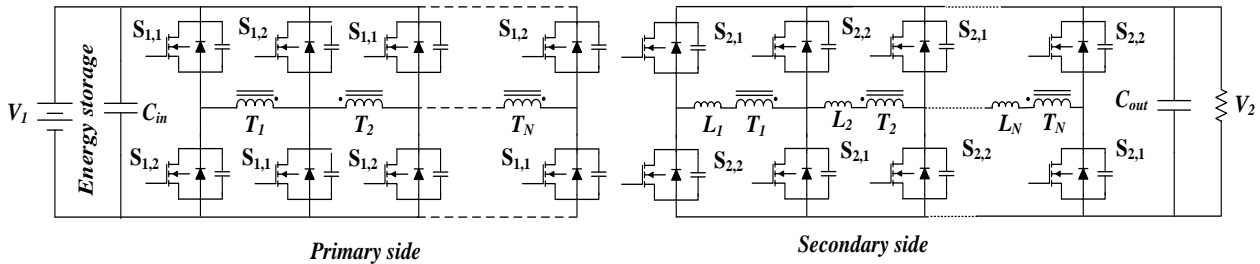 S1,1
S1,2
S1,1
S1,2
S2,1
S2,2
S2,1
S2,2
V1
Energy storage
Cin
T1
T2
TN
L1
T1
L2
T2
LN
TN
Cout
V2
S1,2
S1,1
S1,2
S1,1
S2,2
S2,1
S2,2
S2,1
Primary side
Secondary side